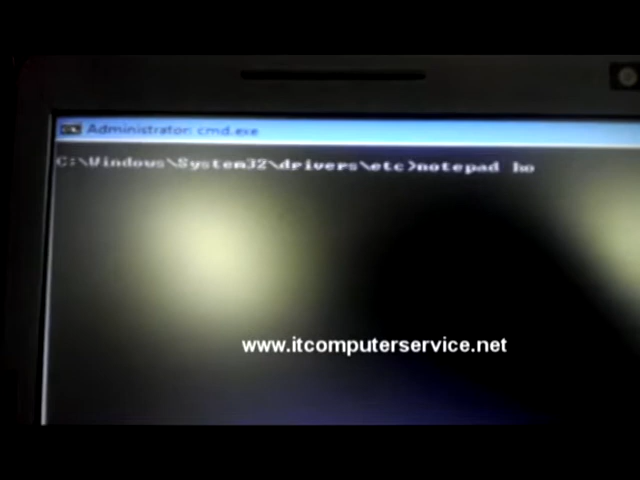 Administrator: cmd.exe
C:\Windows\System32\drivers\etc>notepad ho
www.itcomputerservice.net